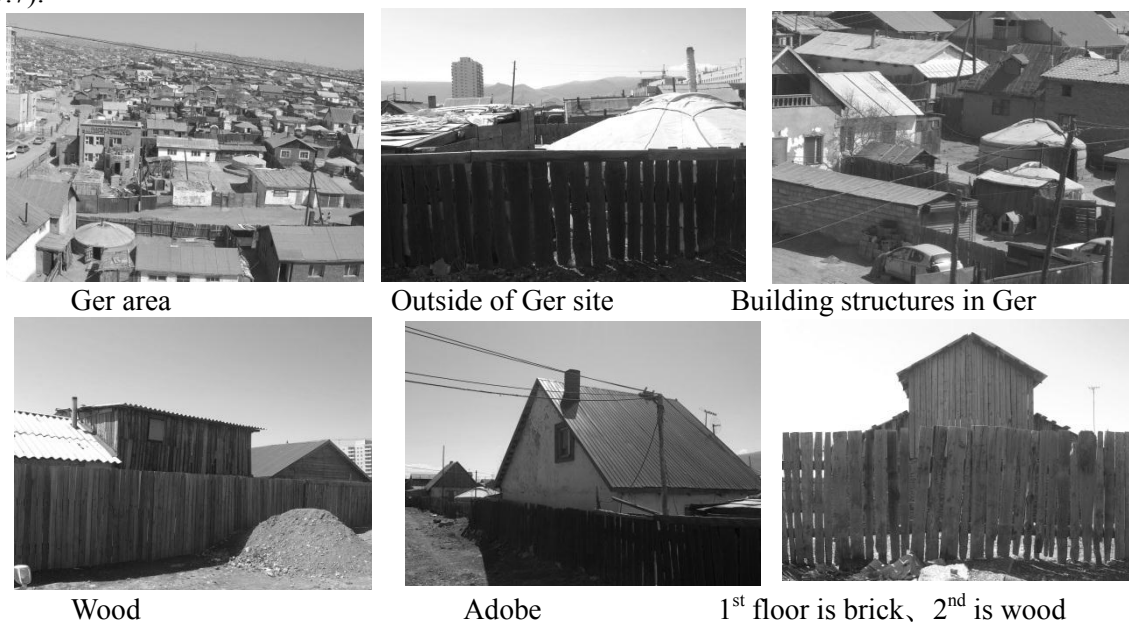 Ger area
Outside of Ger site
Building structures in Ger
Wood
Adobe
1st floor is brick、2nd is wood